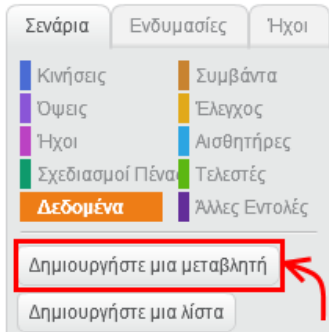 Σενάρια Ενδυμασίες Ήχοι
Κινήσεις Συμβάντα
Όψεις Έλεγχος
Ήχοι Αισθητήρες
Σχεδιασμοί Πένας Τελεστές
Δεδομένα Άλλες Εντολές
Δημιουργήστε μια μεταβλητή
Δημιουργήστε μια λίστα